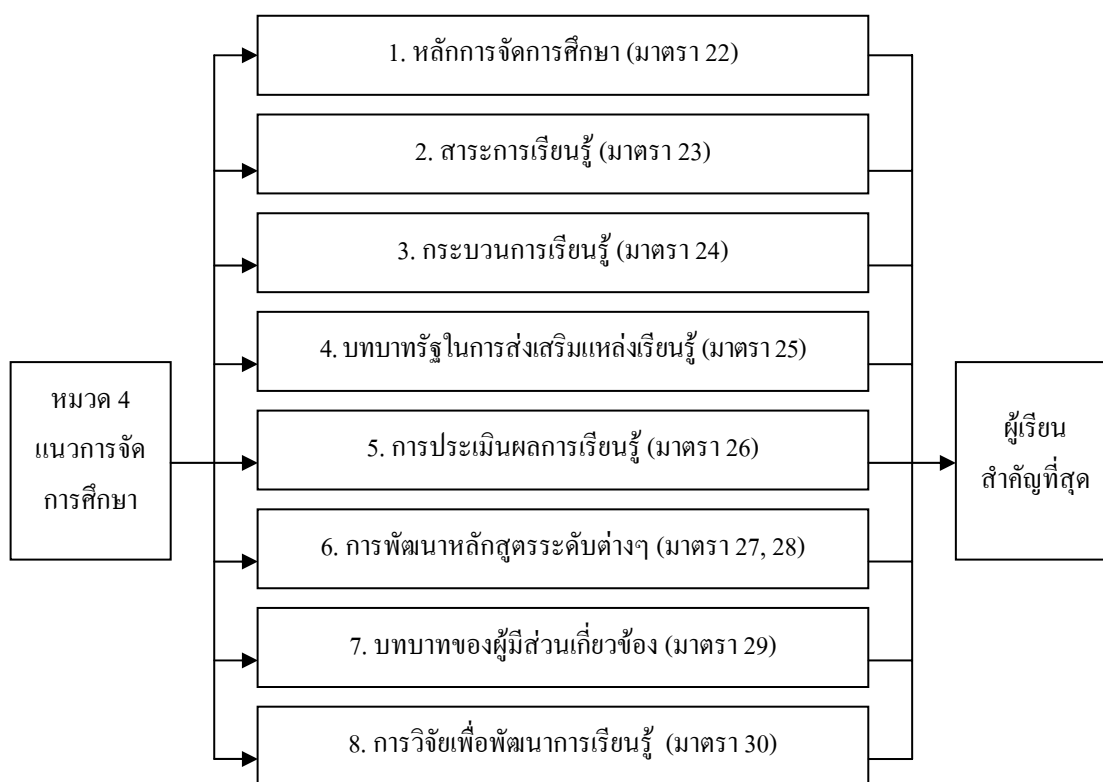 หมวด 4
แนวการจัด
การศึกษา
1. หลักการจัดการศึกษา (มาตรา 22)
2. สาระการเรียนรู้ (มาตรา 23)
3. กระบวนการเรียนรู้ (มาตรา 24)
4. บทบาทรัฐในการส่งเสริมแหล่งเรียนรู้ (มาตรา 25)
5. การประเมินผลการเรียนรู้ (มาตรา 26)
6. การพัฒนาหลักสูตรระดับต่างๆ (มาตรา 27, 28)
7. บทบาทของผู้มีส่วนเกี่ยวข้อง (มาตรา 29)
8. การวิจัยเพื่อพัฒนาการเรียนรู้ (มาตรา 30)
ผู้เรียน
สำคัญที่สุด